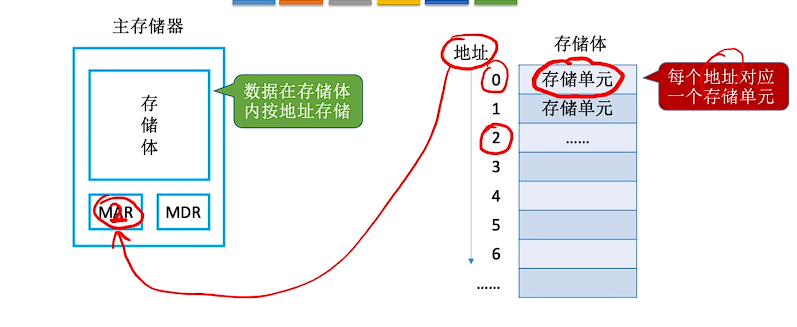 主存储器
存
储
体
MAR
2
MDR
数据在存储体
内按地址存储
地址
存储体
0
存储单元
1
存储单元
2
……
3
4
5
6
……
每个地址对应
一个存储单元